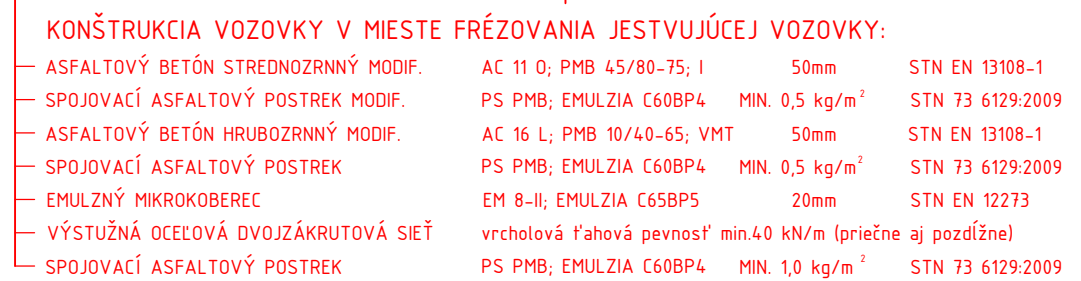 KONŠTRUKCIA VOZOVKY V MIESTE FRÉZOVANIA JESTVUJÚCEJ VOZOVKY:
ASFALTOVÝ BETÓN STREDNOZRNNÝ MODIF. AC 11 O; PMB 45/80-75; I 50mm STN EN 13108-1
SPOJOVACÍ ASFALTOVÝ POSTREK MODIF. PS PMB; EMULZIA C60BP4 MIN. 0,5 kg/m² STN 73 6129:2009
ASFALTOVÝ BETÓN HRUBOZRNNÝ MODIF. AC 16 L; PMB 10/40-65; VMT 50mm STN EN 13108-1
SPOJOVACÍ ASFALTOVÝ POSTREK PS PMB; EMULZIA C60BP4 MIN. 0,5 kg/m² STN 73 6129:2009
EMULZNÝ MIKROKOBEREC EM 8-II; EMULZIA C65BP5 20mm STN EN 12273
VÝSTUŽNÁ OCEĽOVÁ DVOJZÁKRUTOVÁ SIEŤ vrcholová ťahová pevnosť min.40 kN/m (priečne aj pozdĺžne)
SPOJOVACÍ ASFALTOVÝ POSTREK PS PMB; EMULZIA C60BP4 MIN. 1,0 kg/m² STN 73 6129:2009